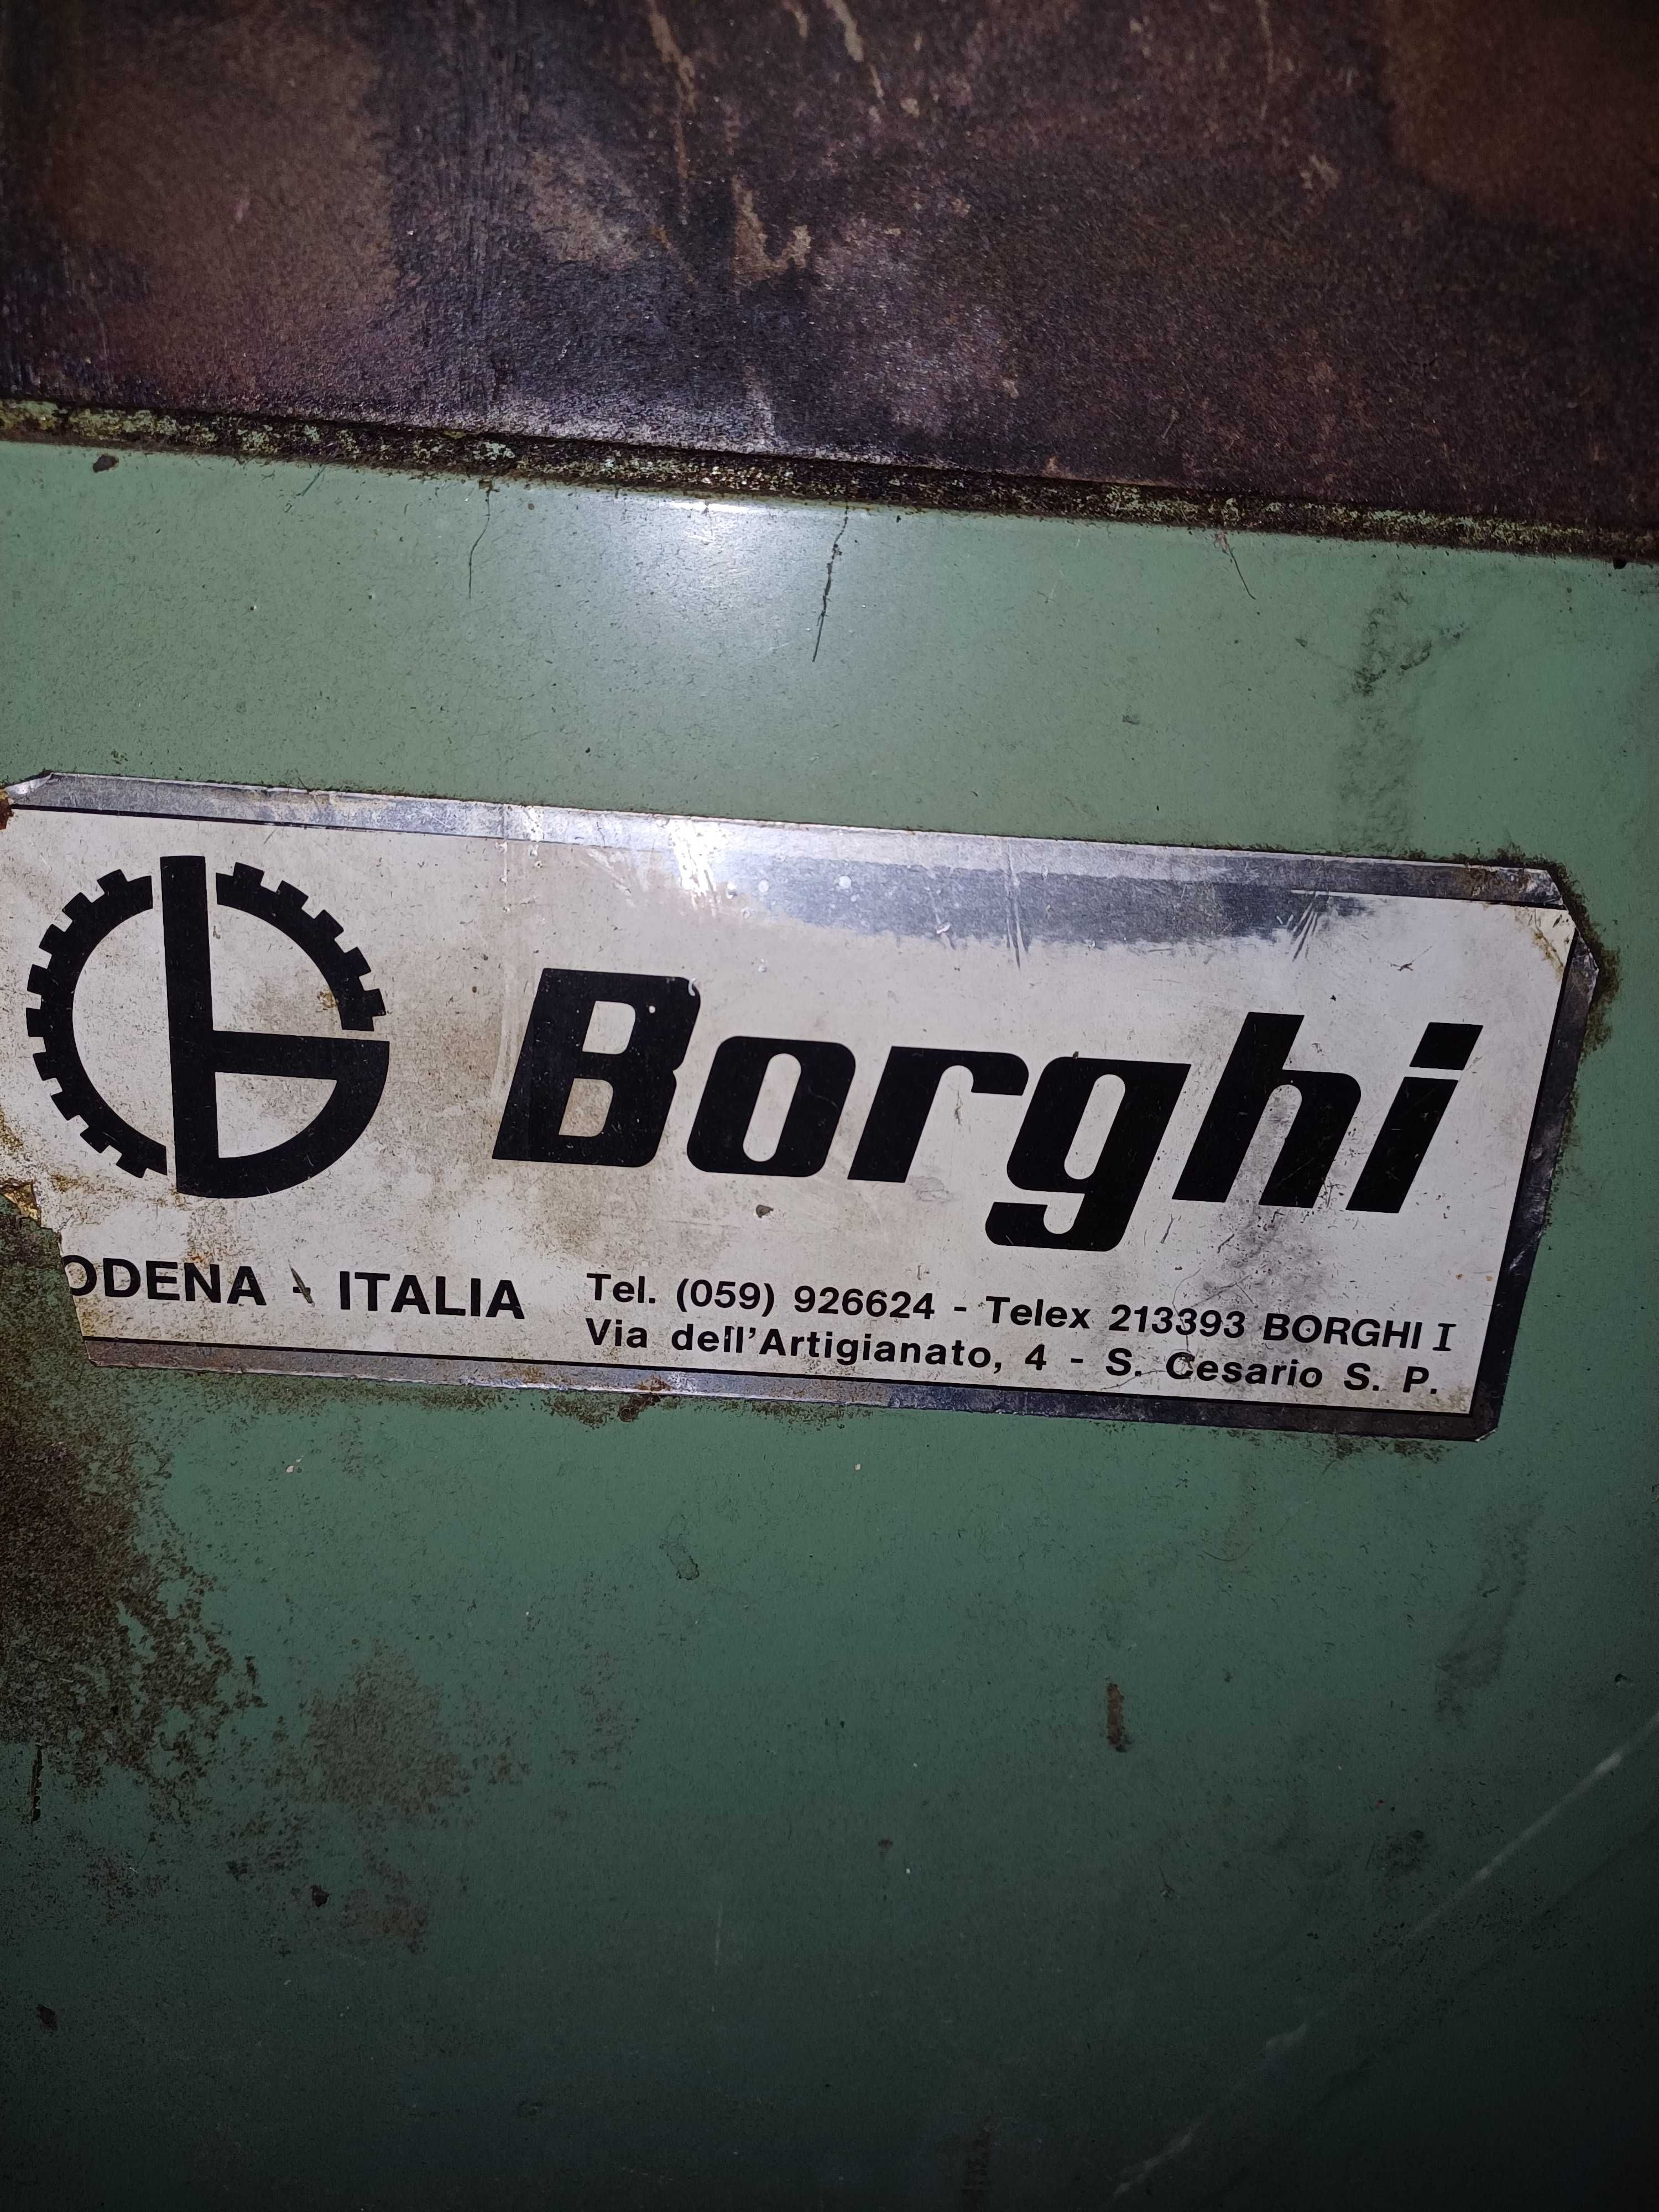 Borghi
ODENA - ITALIA
Tel. (059) 926624 - Telex 213393 BORGHI I
Via dell'Artigianato, 4 - S. Cesario S. P.